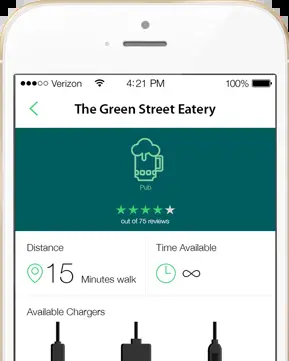 Verizon 4:21 PM 100%
The Green Street Eatery
Pub
out of 75 reviews
Distance
Time Available
15 Minutes walk
∞
Available Chargers